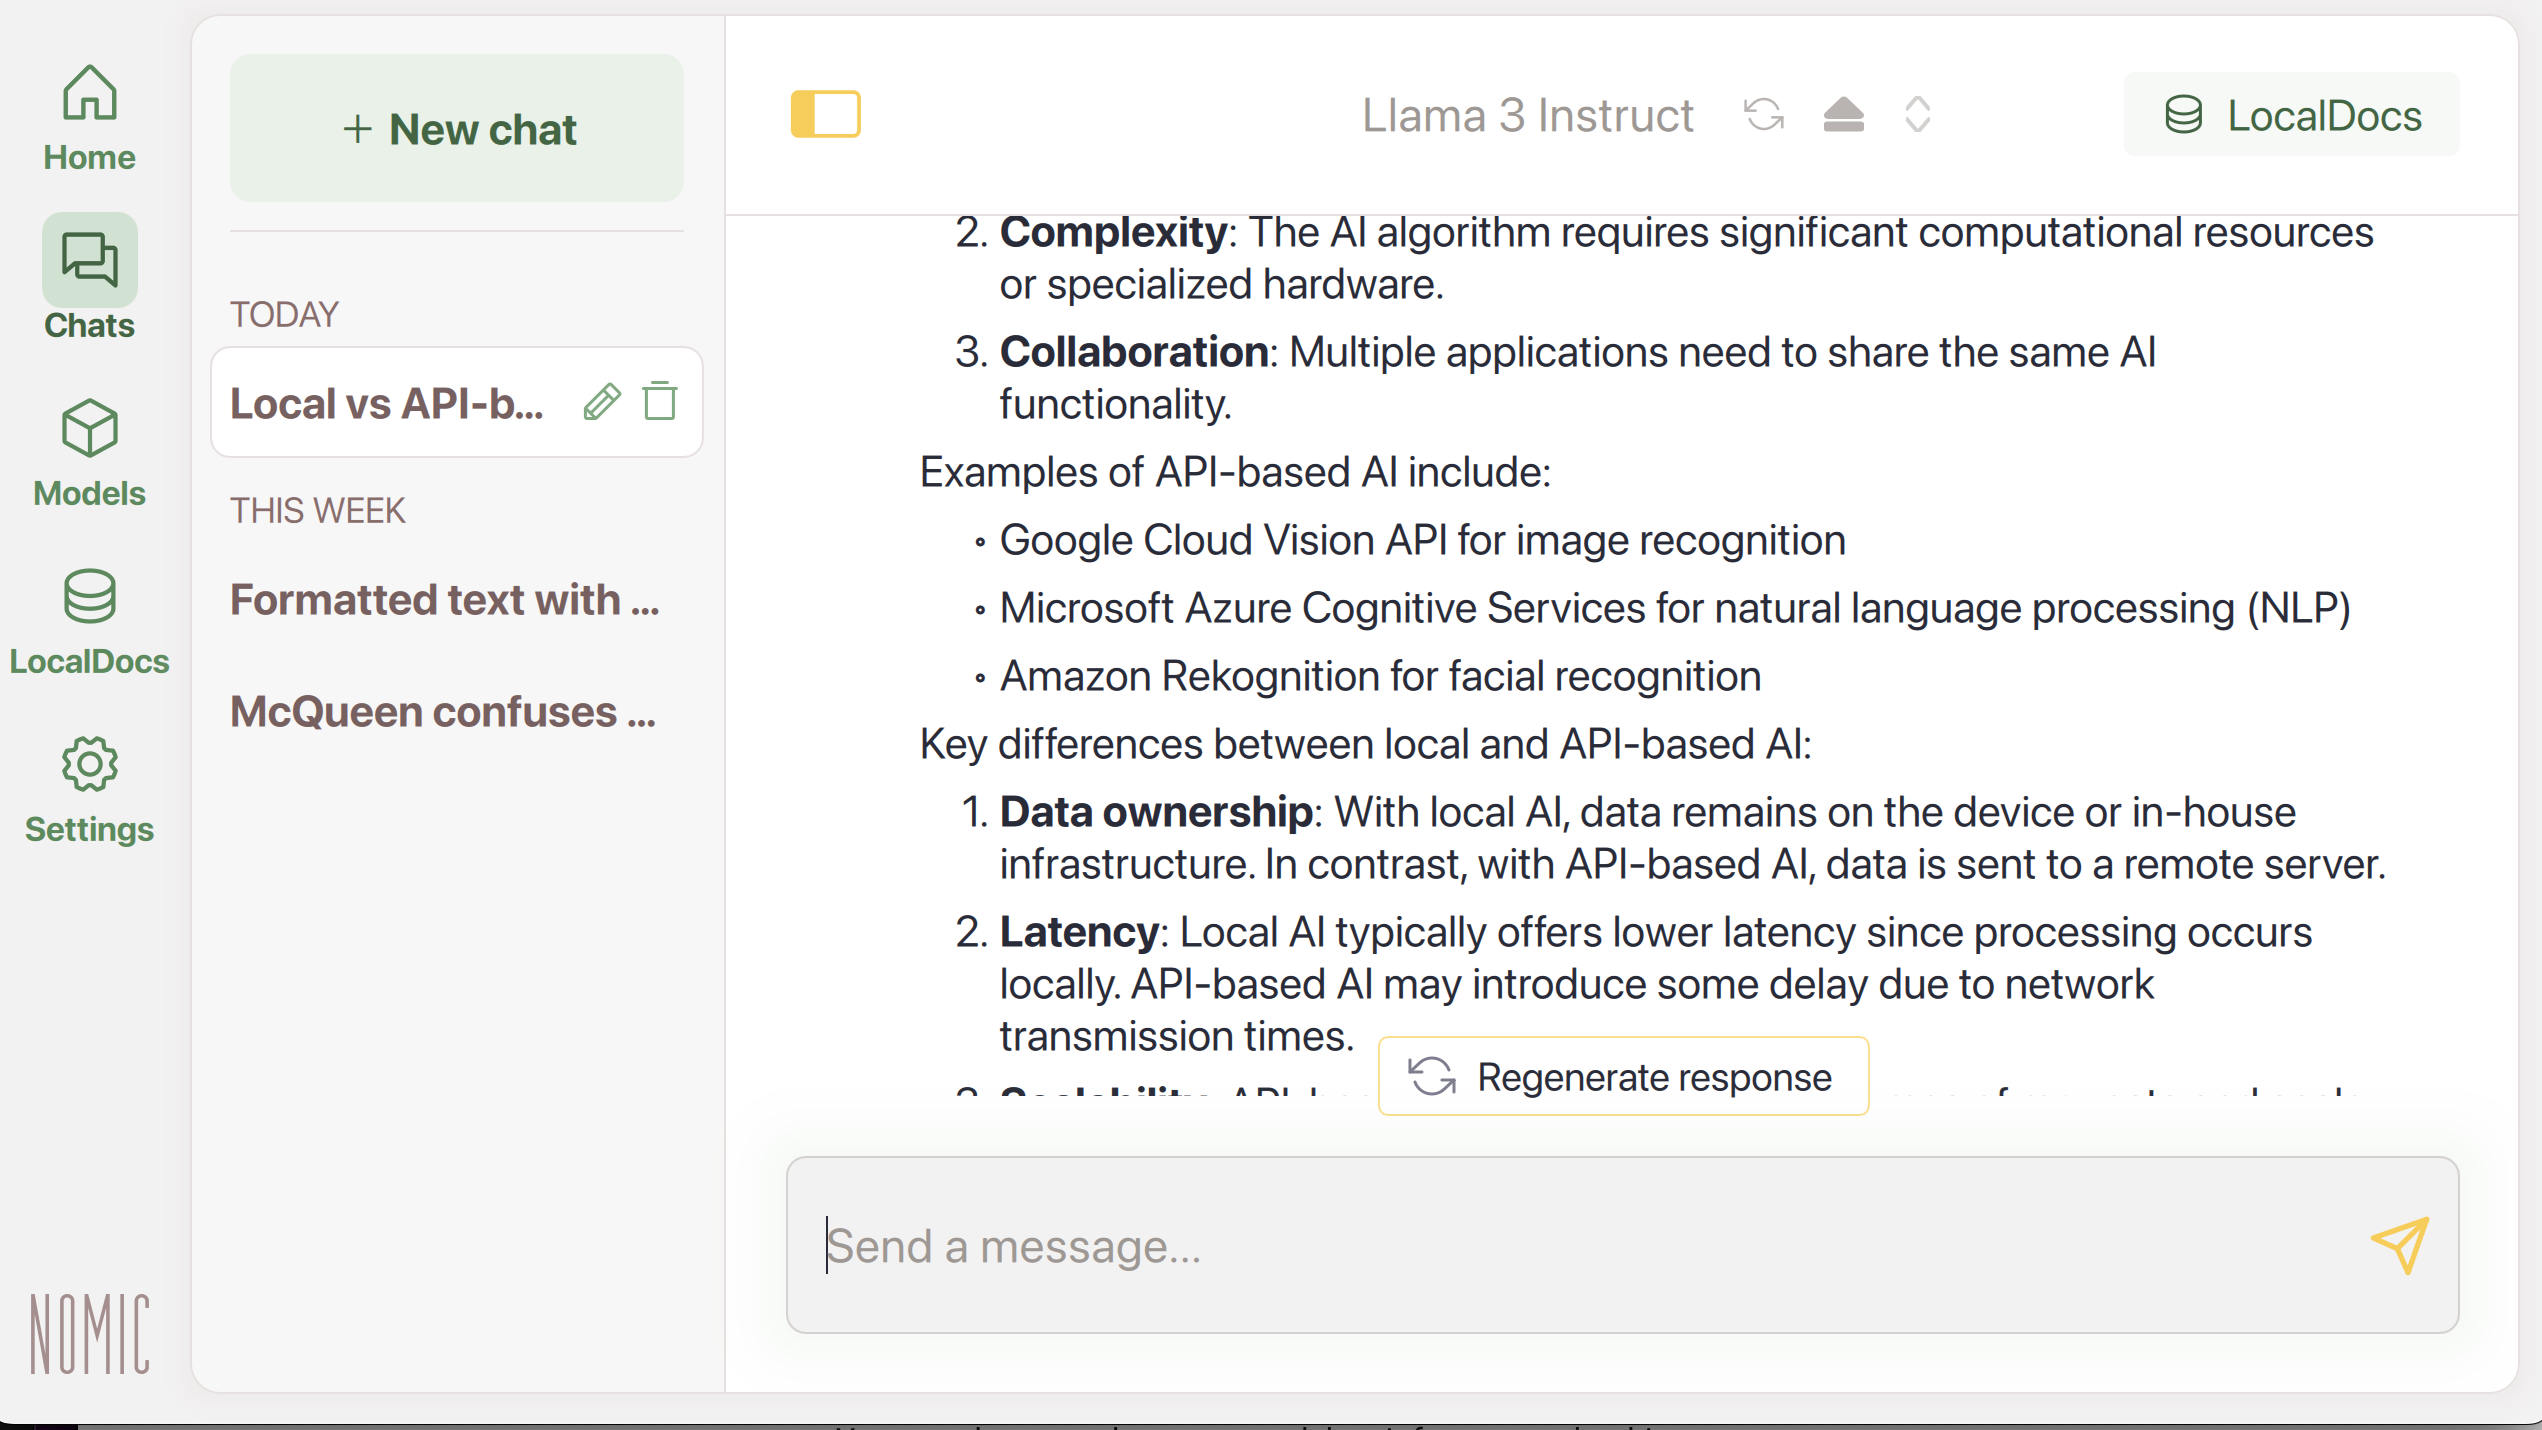 Home
Chats
Models
LocalDocs
Settings
NOMIC
+ New chat
TODAY
Local vs API-b...
THIS WEEK
Formatted text with ...
McQueen confuses ...
Llama 3 Instruct
LocalDocs
2. Complexity: The AI algorithm requires significant computational resources
or specialized hardware.
3. Collaboration: Multiple applications need to share the same AI
functionality.
Examples of API-based AI include:
◦ Google Cloud Vision API for image recognition
◦ Microsoft Azure Cognitive Services for natural language processing (NLP)
◦ Amazon Rekognition for facial recognition
Key differences between local and API-based AI:
1. Data ownership: With local AI, data remains on the device or in-house
infrastructure. In contrast, with API-based AI, data is sent to a remote server.
2. Latency: Local AI typically offers lower latency since processing occurs
locally. API-based AI may introduce some delay due to network
transmission times.
3. Scalability
Regenerate response
Send a message...